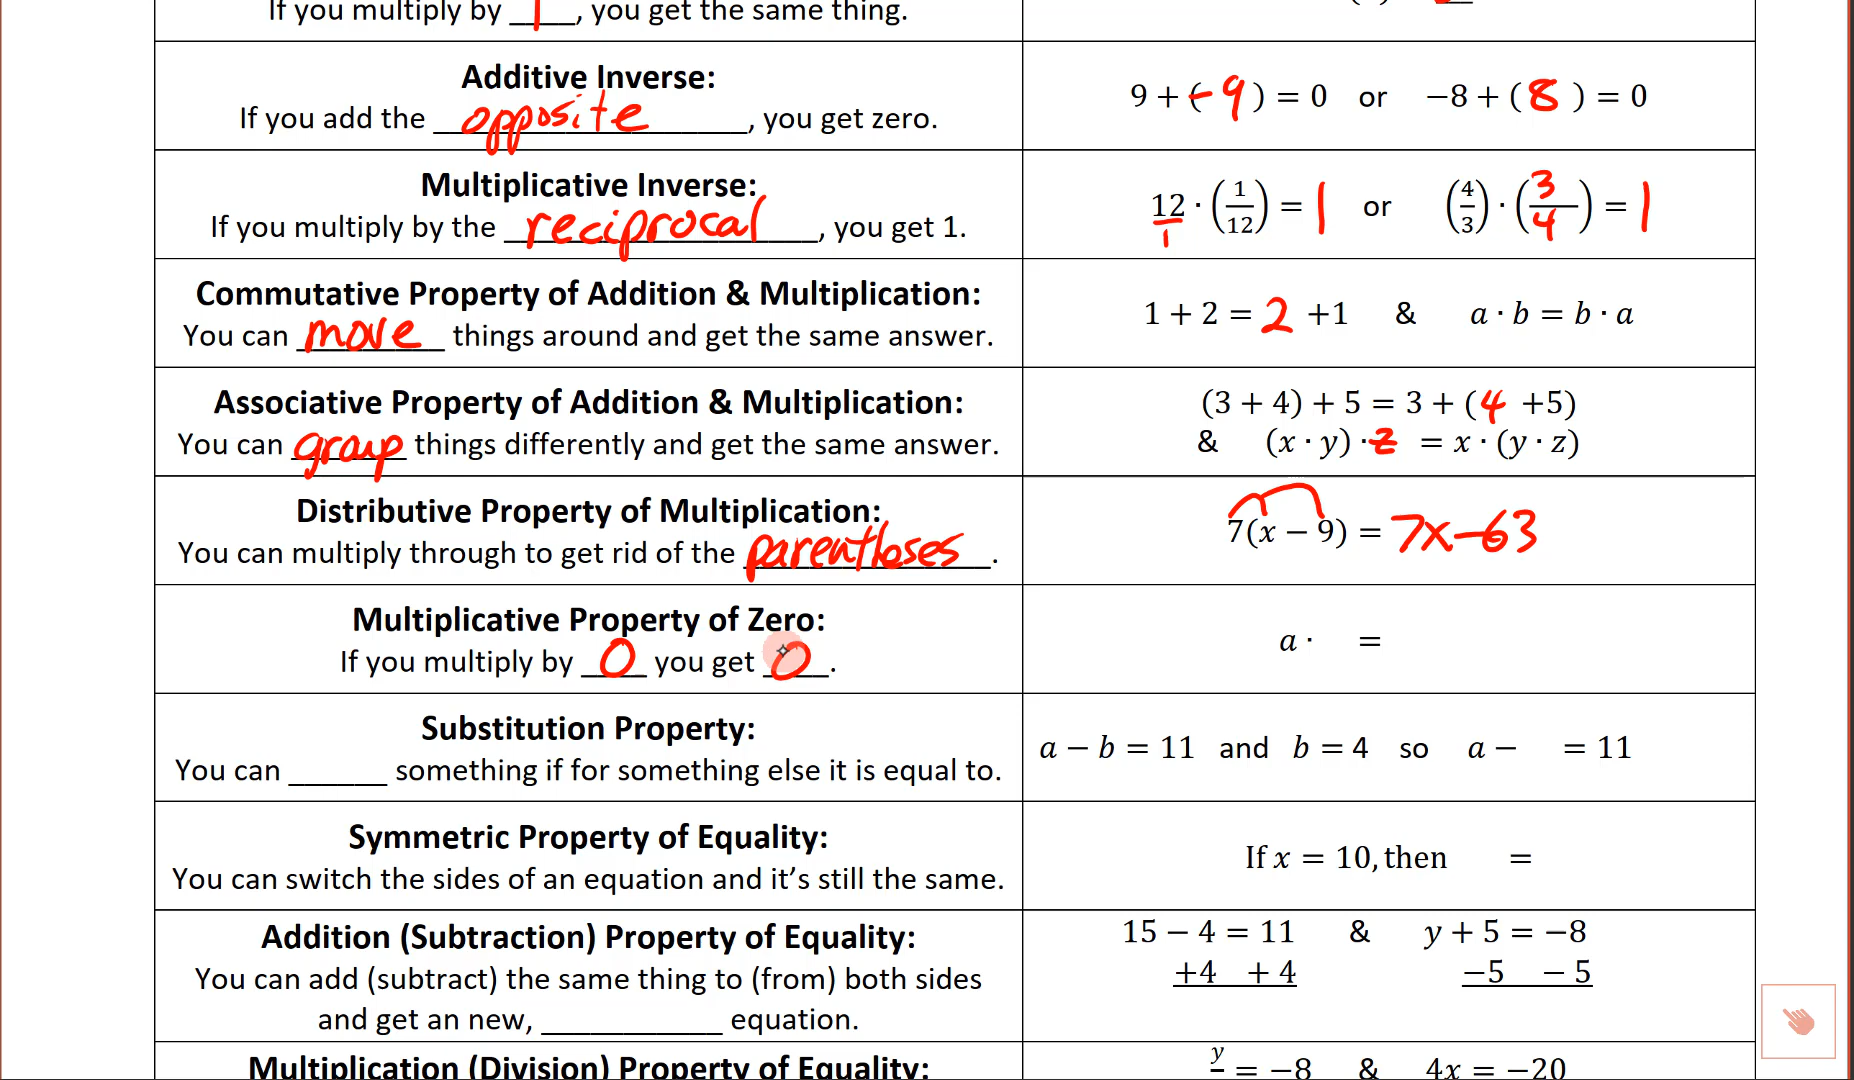 If you multiply by 1, you get the same thing.
Additive Inverse:
If you add the opposite, you get zero.
9 + (-9) = 0 or −8 + (8) = 0
Multiplicative Inverse:
If you multiply by the reciprocal, you get 1.
12/1 · (1/12) = 1 or (4/3) · (3/4) = 1
Commutative Property of Addition & Multiplication:
You can move things around and get the same answer.
1 + 2 = 2 +1 & a · b = b · a
Associative Property of Addition & Multiplication:
You can group things differently and get the same answer.
(3 + 4) + 5 = 3 + (4 +5)
& (x · y) · z = x · (y · z)
Distributive Property of Multiplication:
You can multiply through to get rid of the parentheses.
7(x − 9) = 7x-63
Multiplicative Property of Zero:
If you multiply by 0 you get 0.
a · =
Substitution Property:
You can ______ something if for something else it is equal to.
a − b = 11 and b = 4 so a − = 11
Symmetric Property of Equality:
You can switch the sides of an equation and it’s still the same.
If x = 10, then =
Addition (Subtraction) Property of Equality:
You can add (subtract) the same thing to (from) both sides
and get an new, ___________ equation.
15 − 4 = 11 & y + 5 = −8
+4 + 4 −5 − 5
Multiplication (Division) Property of Equality:
y = −8 & 4x = −20